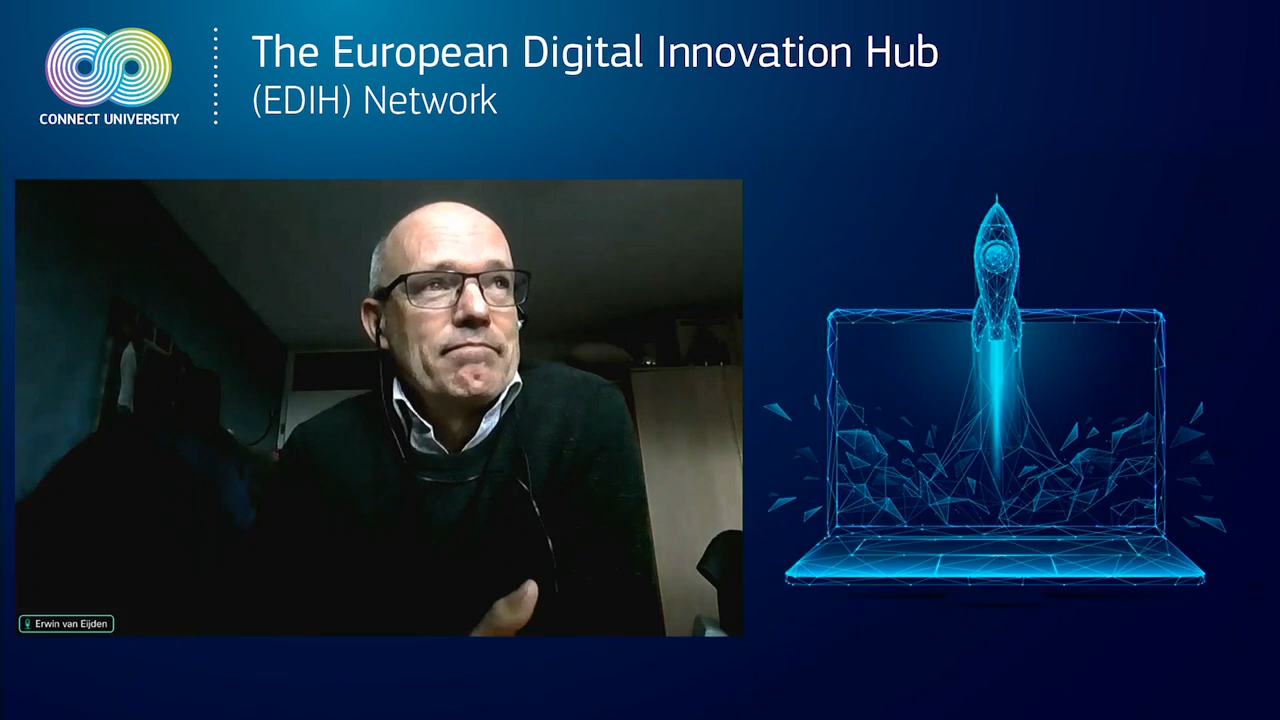 The European Digital Innovation Hub
(EDIH) Network
CONNECT UNIVERSITY
Erwin van Eijden